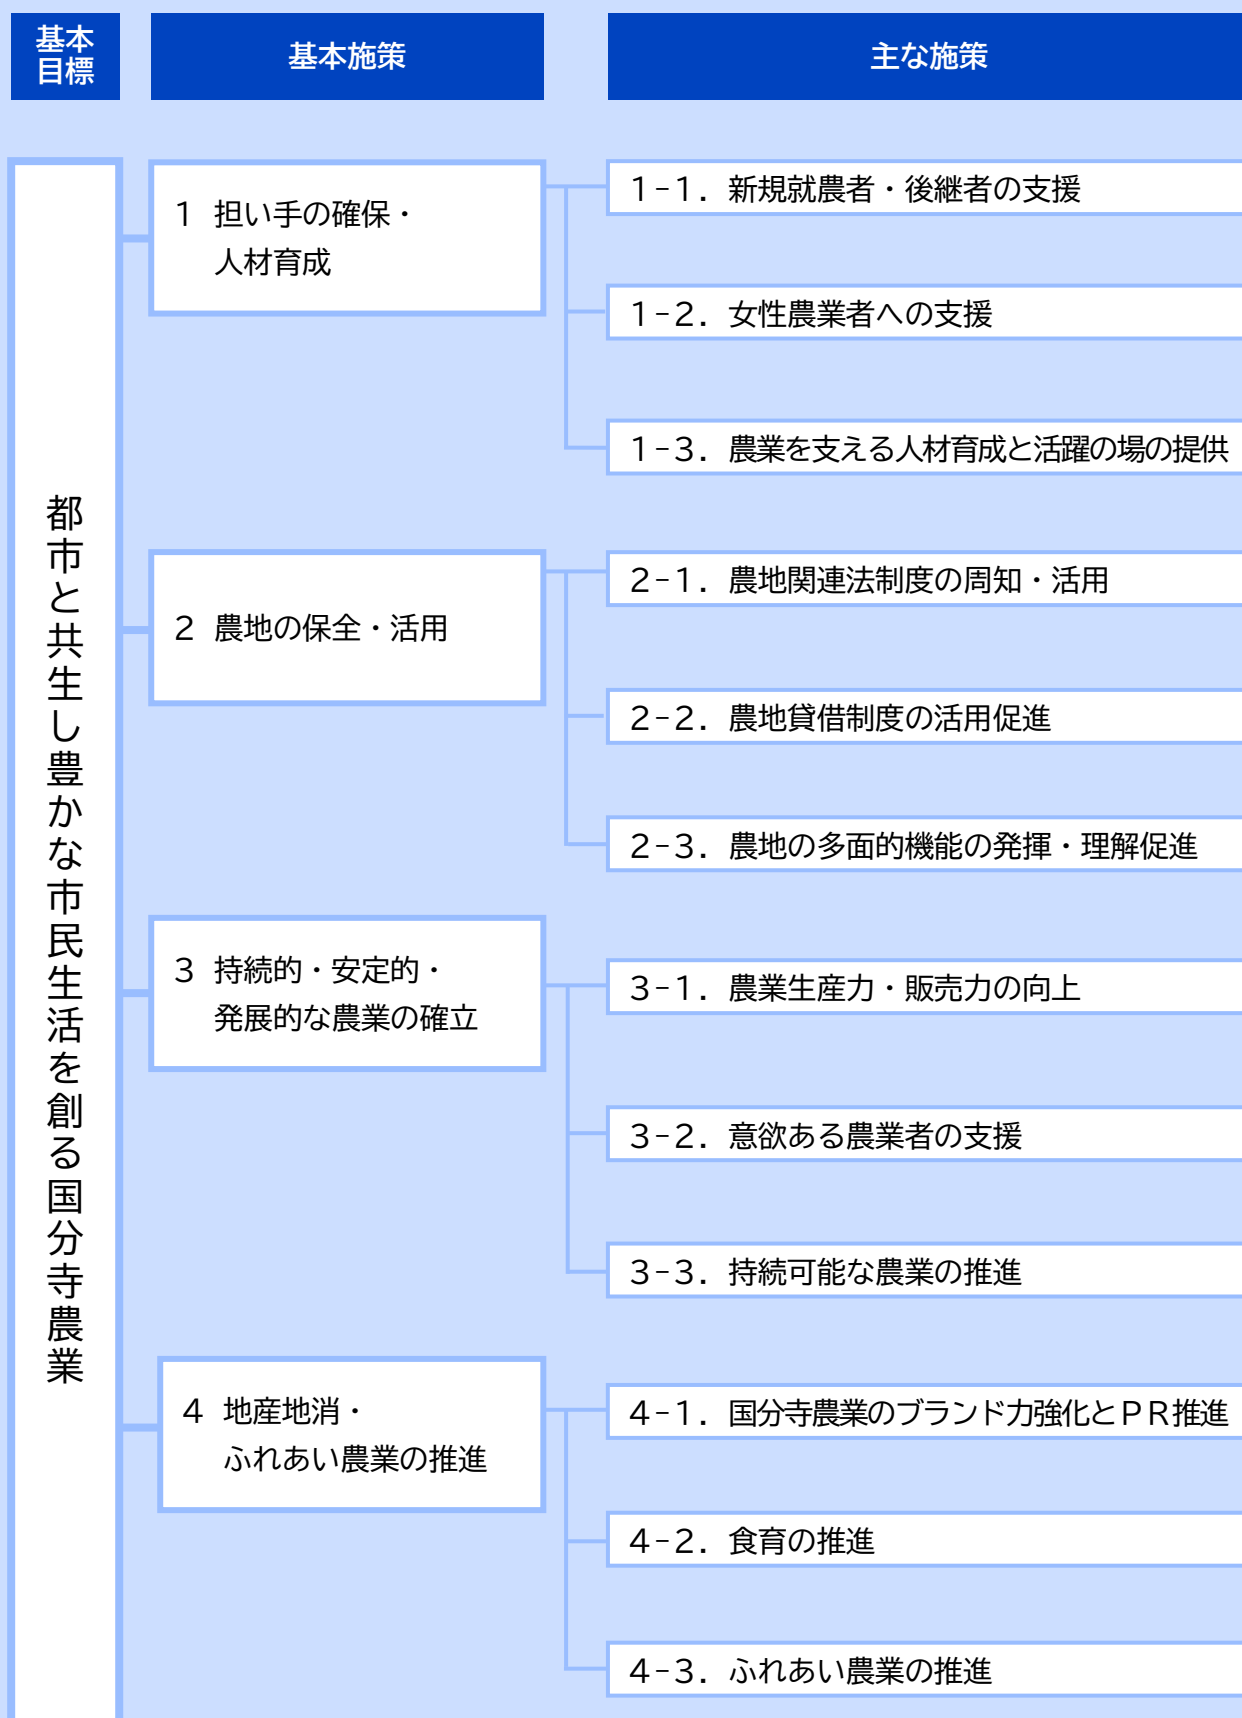 基本
目標
基本施策
主な施策
都市と共生し豊かな市民生活を創る国分寺農業
1 担い手の確保・
人材育成
1-1. 新規就農者・後継者の支援
1-2. 女性農業者への支援
1-3. 農業を支える人材育成と活躍の場の提供
2 農地の保全・活用
2-1. 農地関連法制度の周知・活用
2-2. 農地貸借制度の活用促進
2-3. 農地の多面的機能の発揮・理解促進
3 持続的・安定的・
発展的な農業の確立
3-1. 農業生産力・販売力の向上
3-2. 意欲ある農業者の支援
3-3. 持続可能な農業の推進
4 地産地消・
ふれあい農業の推進
4-1. 国分寺農業のブランド力強化とPR推進
4-2. 食育の推進
4-3. ふれあい農業の推進